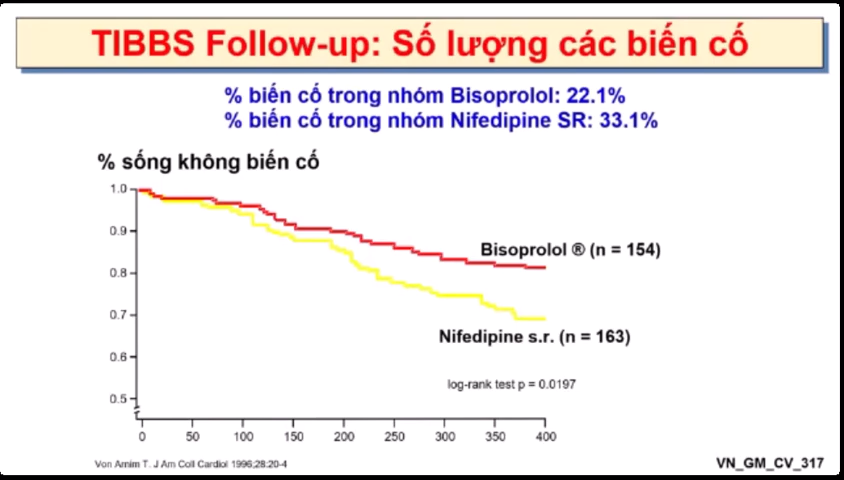 TIBBS Follow-up: Số lượng các biến cố
% biến cố trong nhóm Bisoprolol: 22.1%
% biến cố trong nhóm Nifedipine SR: 33.1%
% sống không biến cố
1.0
0.9
0.8
0.7
0.6
0.5
Bisoprolol ® (n = 154)
Nifedipine s.r. (n = 163)
log-rank test p = 0.0197
0 50 100 150 200 250 300 350 400
Von Arnim T. J Am Coll Cardiol 1996;28:20-4
VN_GM_CV_317